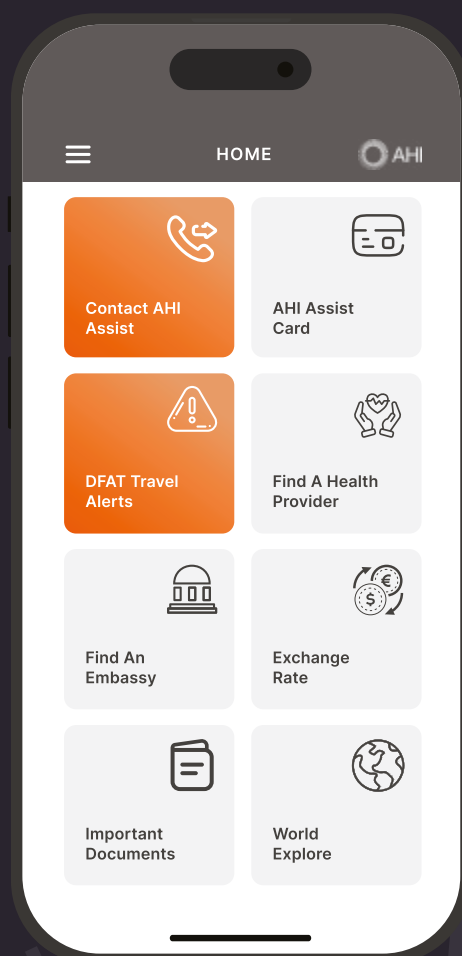 HOME
AHI
Contact AHI
Assist
AHI Assist
Card
DFAT Travel
Alerts
Find A Health
Provider
Find An
Embassy
Exchange
Rate
Important
Documents
World
Explore